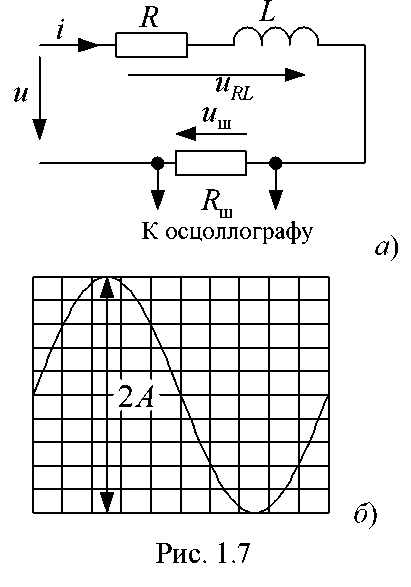 i R L
u u_RL
u_ш
R_ш
К осцоллографу
а)
2A
б)
Рис. 1.7